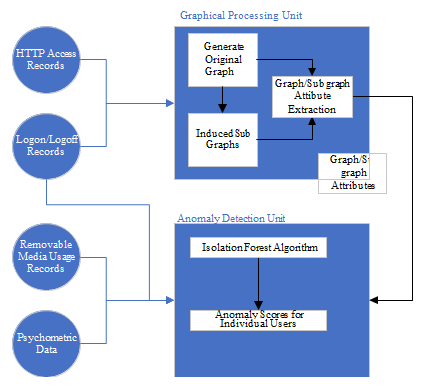 Graphical Processing Unit
HTTP Access
Records
Generate
Original
Graph
Graph/Sub graph
Attibute
Extraction
Logon/Logoff
Records
Induced Sub
Graphs
Graph/
graph
Attributes
Anomaly Detection Unit
Removable
Media Usage
Records
Isolation Forest Algorithm
Anomaly Scores for
Individual Users
Psychometric
Data